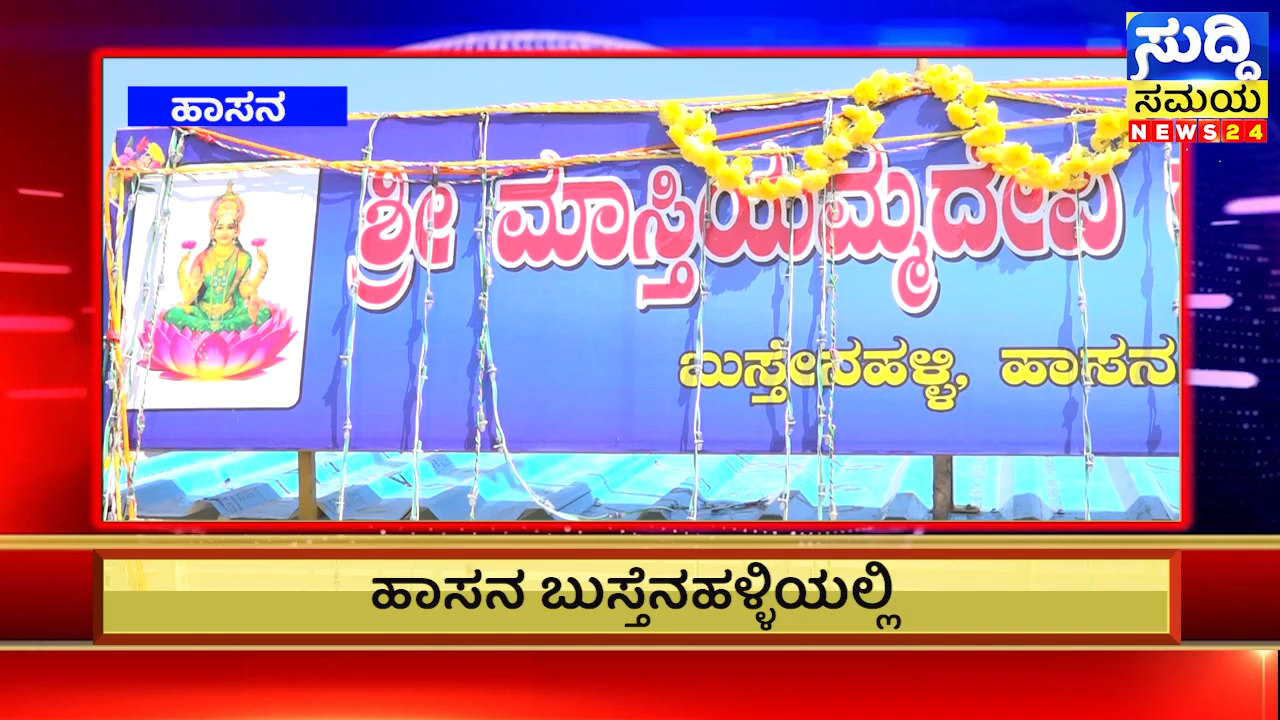 ಸುದ್ದಿ
ಸಮಯ
NEWS24
ಹಾಸನ
ಶ್ರೀ ಮಾಸ್ತಿಯಮ್ಮದೇವಿ
ಬುಸ್ತೇನಹಳ್ಳಿ, ಹಾಸನ
ಹಾಸನ ಬುಸ್ತೆನಹಳ್ಳಿಯಲ್ಲಿ